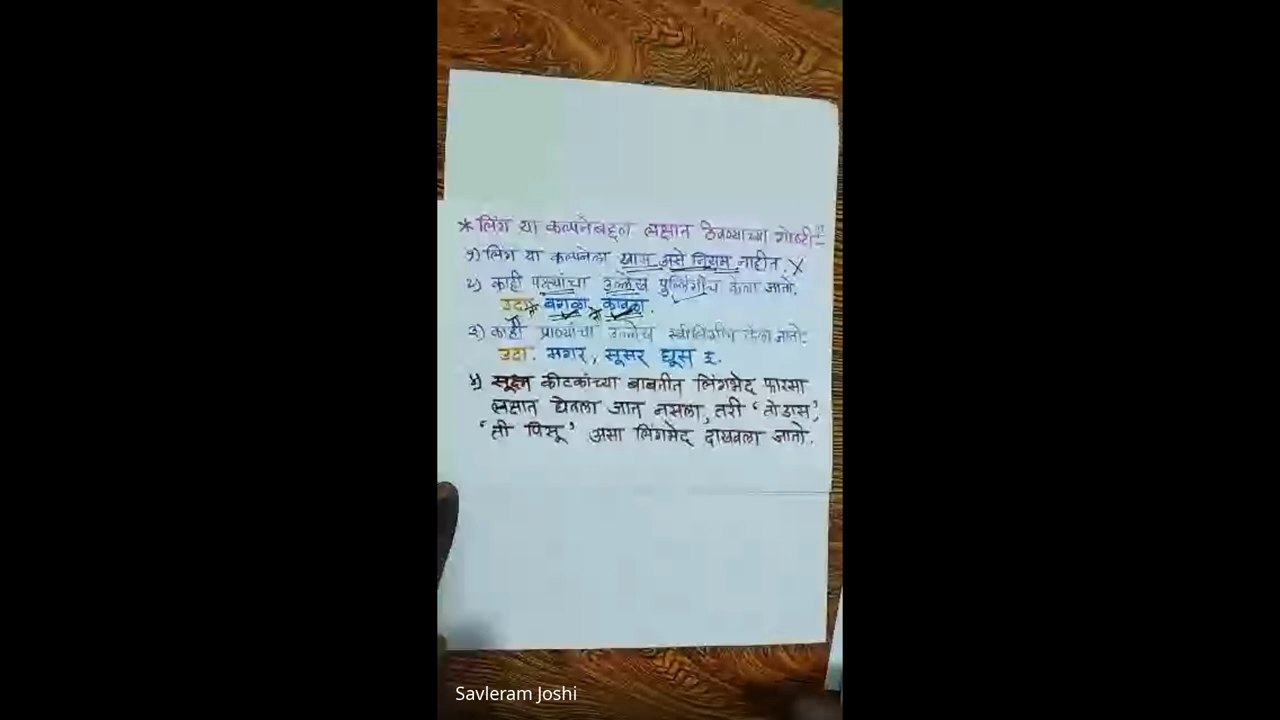 * लिंग या कल्पनेबद्दल लक्षात ठेवण्याच्या गोष्टी :-
१) लिंग या कल्पनेला खास असे नियम नाहीत. X
२) काही पक्ष्यांचा उल्लेख पुल्लिंगीच केला जातो.
उदा. बगळा, कावळा.
३) काही प्राण्यांचा उल्लेख स्त्रीलिंगीच केला जातो.
उदा. मगर, सूसर घूस इ.
४) सूक्ष्म कीटकांच्या बाबतीत लिंगभेद फारसा
लक्षात घेतला जात नसला, तरी 'तो डास',
'ती पिसू' असा लिंगभेद दाखवला जातो.
Savleram Joshi